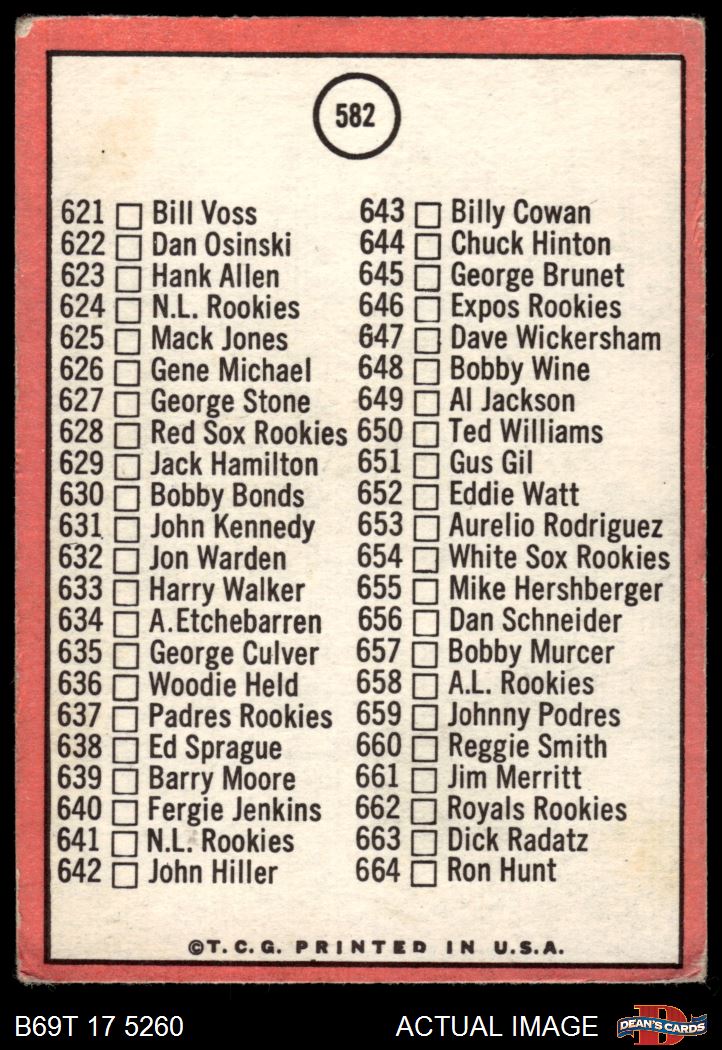 582
621 Bill Voss
622 Dan Osinski
623 Hank Allen
624 N.L. Rookies
625 Mack Jones
626 Gene Michael
627 George Stone
628 Red Sox Rookies
629 Jack Hamilton
630 Bobby Bonds
631 John Kennedy
632 Jon Warden
633 Harry Walker
634 A.Etchebarren
635 George Culver
636 Woodie Held
637 Padres Rookies
638 Ed Sprague
639 Barry Moore
640 Fergie Jenkins
641 N.L. Rookies
642 John Hiller
643 Billy Cowan
644 Chuck Hinton
645 George Brunet
646 Expos Rookies
647 Dave Wickersham
648 Bobby Wine
649 Al Jackson
650 Ted Williams
651 Gus Gil
652 Eddie Watt
653 Aurelio Rodriguez
654 White Sox Rookies
655 Mike Hershberger
656 Dan Schneider
657 Bobby Murcer
658 A.L. Rookies
659 Johnny Podres
660 Reggie Smith
661 Jim Merritt
662 Royals Rookies
663 Dick Radatz
664 Ron Hunt
©T.C.G. PRINTED IN U.S.A.
B69T 17 5260
ACTUAL IMAGE
D
DEAN'S CARDS